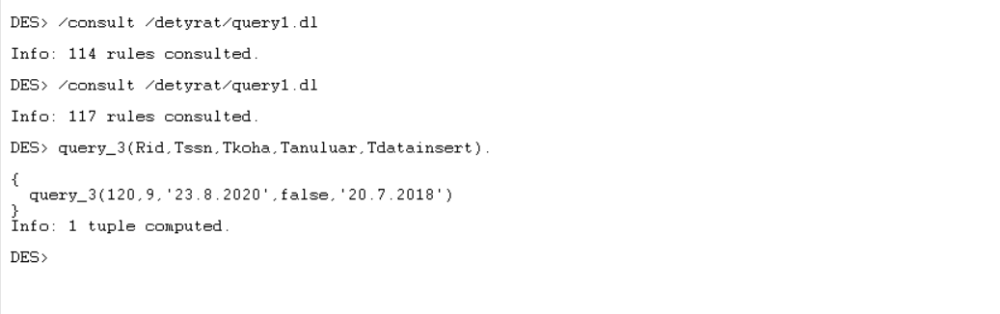 DES> /consult /detyrat/query1.dl
Info: 114 rules consulted.
DES> /consult /detyrat/query1.dl
Info: 117 rules consulted.
DES> query_3(Rid,Tssn,Tkoha,Tanuluar,Tdatainsert).
{
  query_3(120,9,'23.8.2020',false,'20.7.2018')
}
Info: 1 tuple computed.
DES>